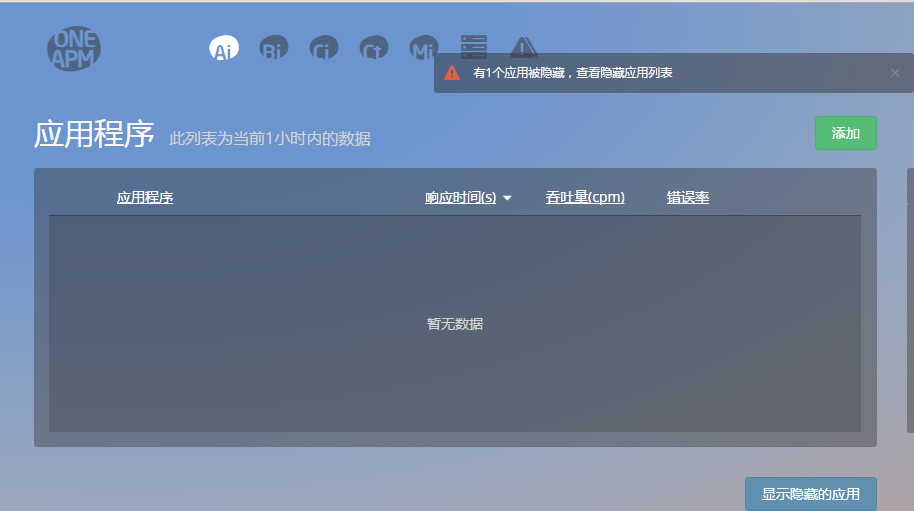 ONE
APM
Ai Bi Ci Ct Mi
有1个应用被隐藏，查看隐藏应用列表
应用程序 此列表为当前1小时内的数据
添加
应用程序 响应时间(s) 吞吐量(cpm) 错误率
暂无数据
显示隐藏的应用